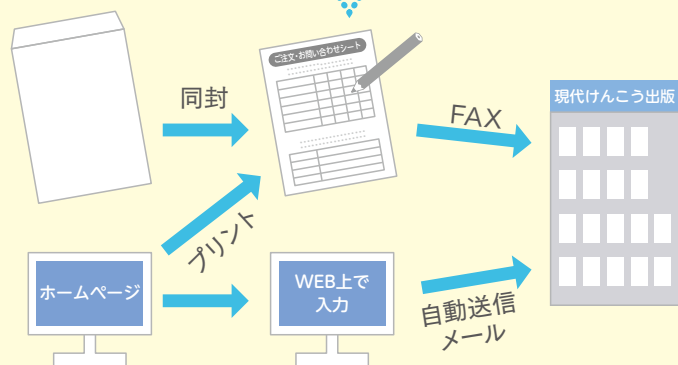 ご注文・お問い合わせシート
同封
FAX
現代けんこう出版
プリント
ホームページ
WEB上で
入力
自動送信
メール